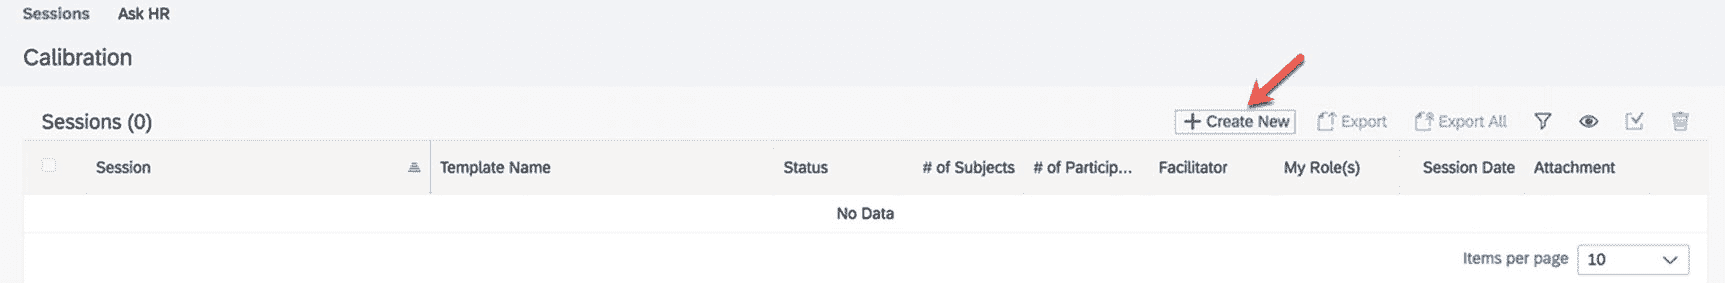 Sessions Ask HR
Calibration
Sessions (0) Create New Export Export All
Session Template Name Status # of Subjects # of Particip... Facilitator My Role(s) Session Date Attachment
No Data
Items per page 10